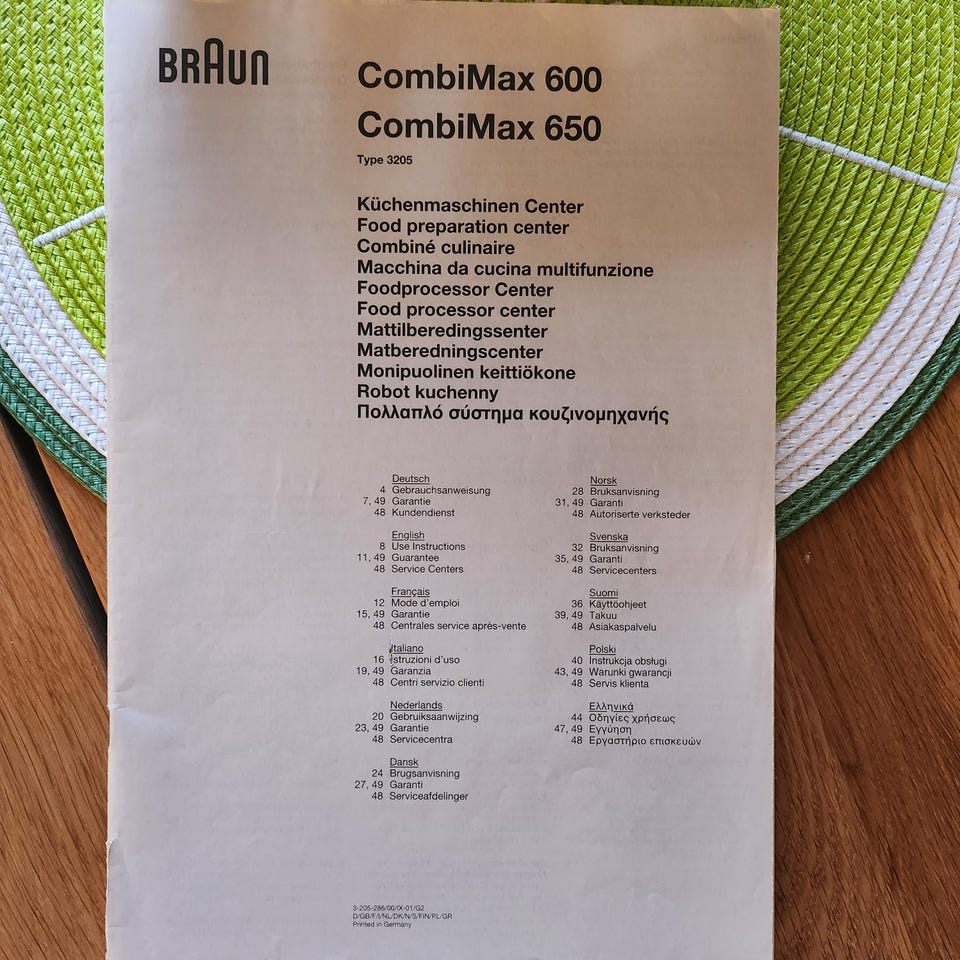 BRAUN
CombiMax 600
CombiMax 650
Type 3205
Küchenmaschinen Center
Food preparation center
Combiné culinaire
Macchina da cucina multifunzione
Foodprocessor Center
Food processor center
Mattilberedingssenter
Matberedningscenter
Monipuolinen keittiökone
Robot kuchenny
Πολλαπλό σύστημα κουζινομηχανής
Deutsch
4 Gebrauchsanweisung
7, 49 Garantie
48 Kundendienst
English
8 Use Instructions
11, 49 Guarantee
48 Service Centers
Français
12 Mode d'emploi
15, 49 Garantie
48 Centrales service après-vente
Italiano
16 Istruzioni d'uso
19, 49 Garanzia
48 Centri servizio clienti
Nederlands
20 Gebruiksaanwijzing
23, 49 Garantie
48 Servicecentra
Dansk
24 Brugsanvisning
27, 49 Garanti
48 Serviceafdelinger
Norsk
28 Bruksanvisning
31, 49 Garanti
48 Autoriserte verksteder
Svenska
32 Bruksanvisning
35, 49 Garanti
48 Servicecenters
Suomi
36 Käyttöohjeet
39, 49 Takuu
48 Asiakaspalvelu
Polski
40 Instrukcja obsługi
43, 49 Warunki gwarancji
48 Servis klienta
Ελληνικά
44 Οδηγίες χρήσεως
47, 49 Εγγύηση
48 Εργαστήριο επισκευών
3-205-286/00/IX-01/G2
D/GB/F/I/NL/DK/N/S/FIN/PL/GR
Printed in Germany